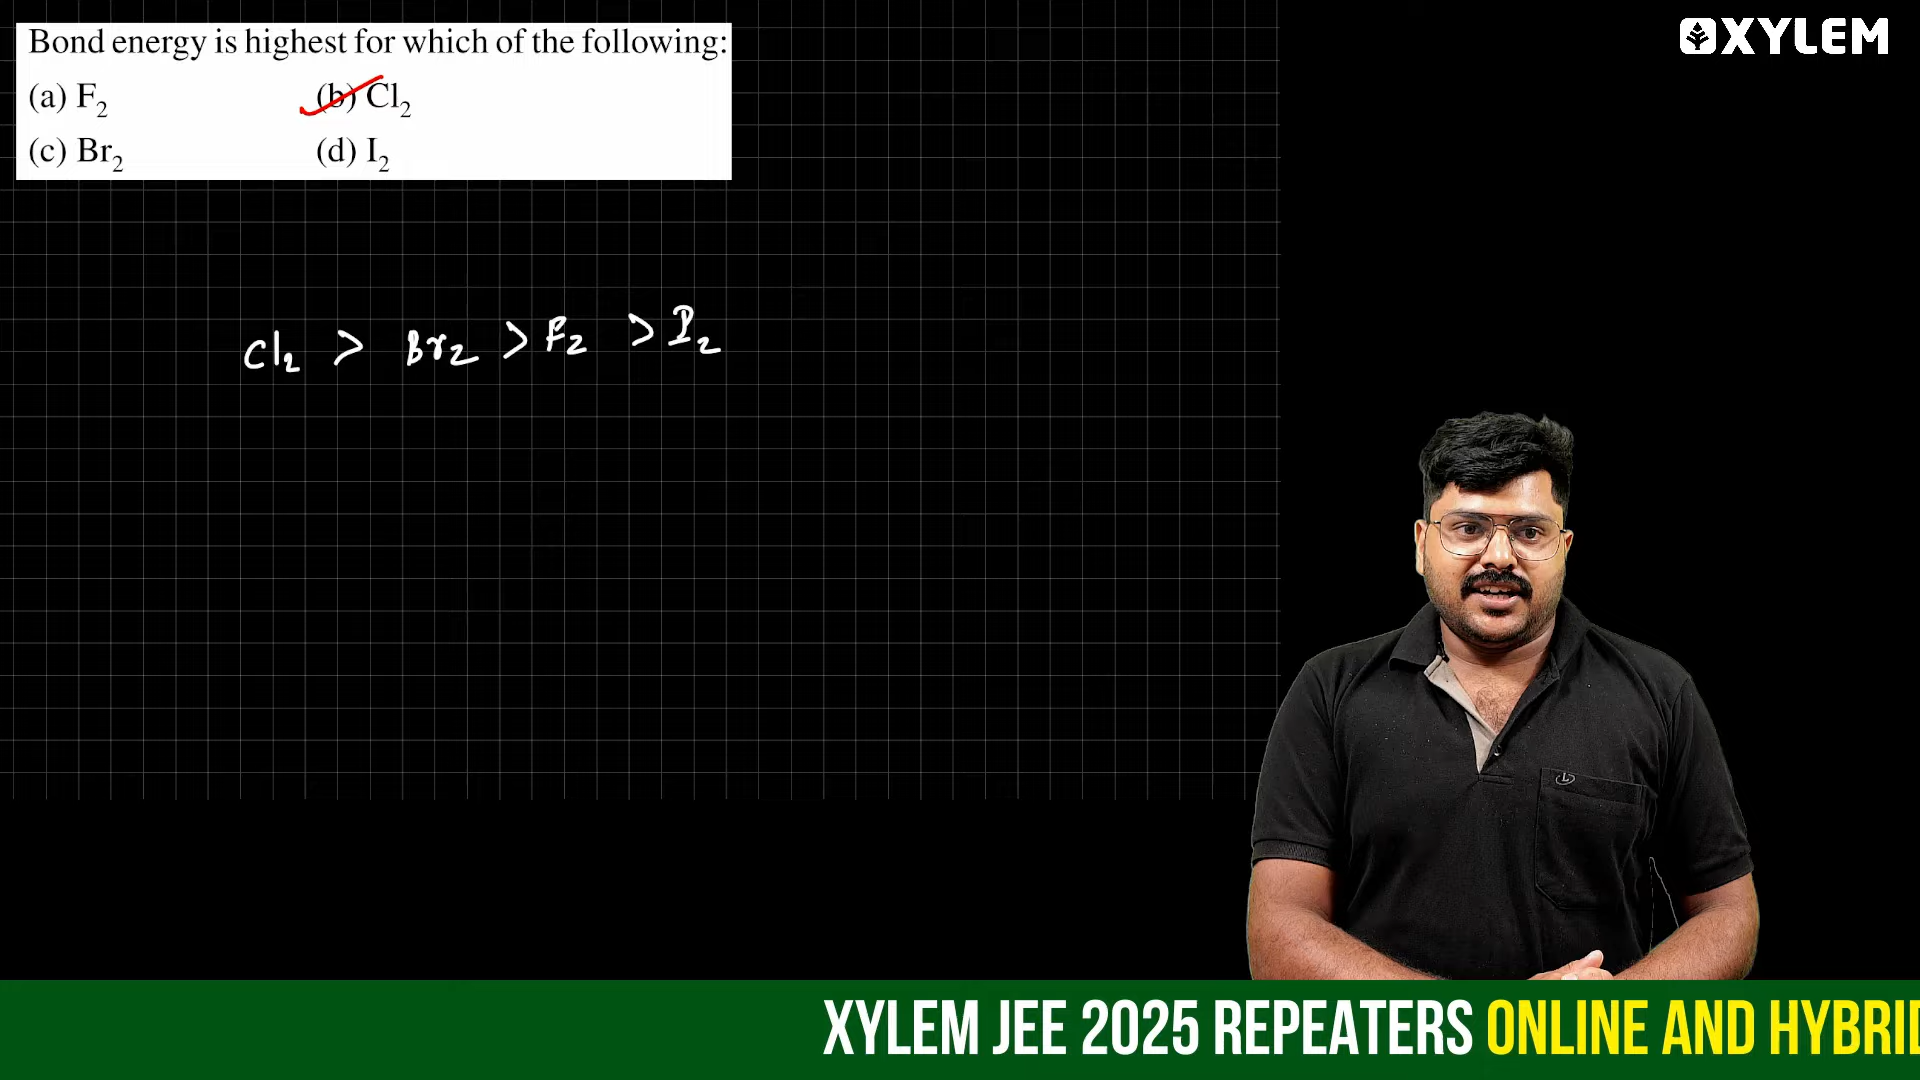 Bond energy is highest for which of the following:
(a) F₂ (b) Cl₂
(c) Br₂ (d) I₂
XYLEM
Cl₂ > Br₂ > F₂ > I₂
XYLEM JEE 2025 REPEATERS ONLINE AND HYBRID